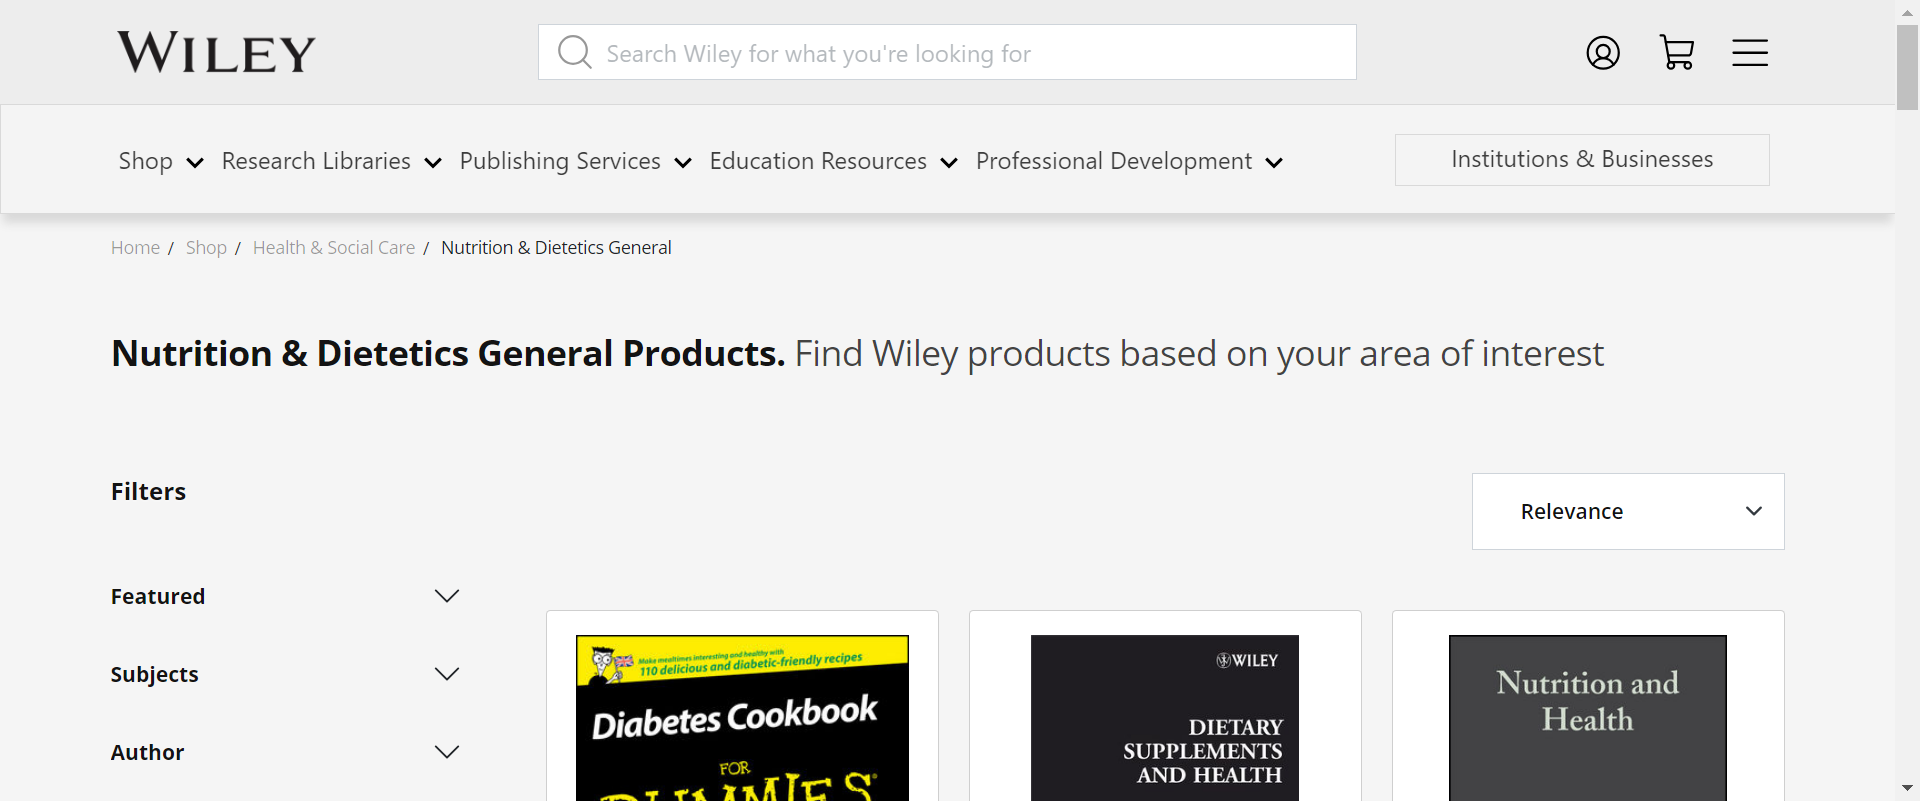 WILEY
Search Wiley for what you're looking for
Shop Research Libraries Publishing Services Education Resources Professional Development Institutions & Businesses
Home / Shop / Health & Social Care / Nutrition & Dietetics General
Nutrition & Dietetics General Products. Find Wiley products based on your area of interest
Filters
Relevance
Featured
Subjects
Author
Make mealtimes interesting and healthy with
110 delicious and diabetic-friendly recipes
Diabetes Cookbook
FOR
DUMMIES
WILEY
DIETARY
SUPPLEMENTS
AND HEALTH
Nutrition and
Health